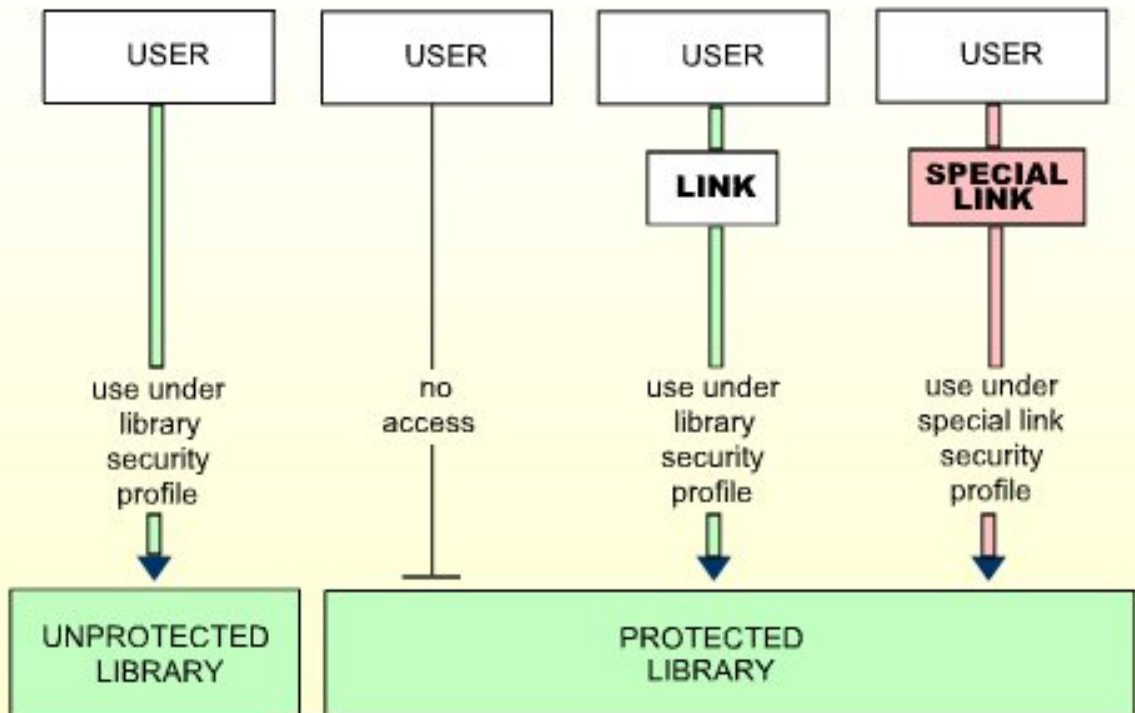 USER
use under
library
security
profile
UNPROTECTED
LIBRARY
USER
no
access
USER
LINK
use under
library
security
profile
USER
SPECIAL
LINK
use under
special link
security
profile
PROTECTED
LIBRARY